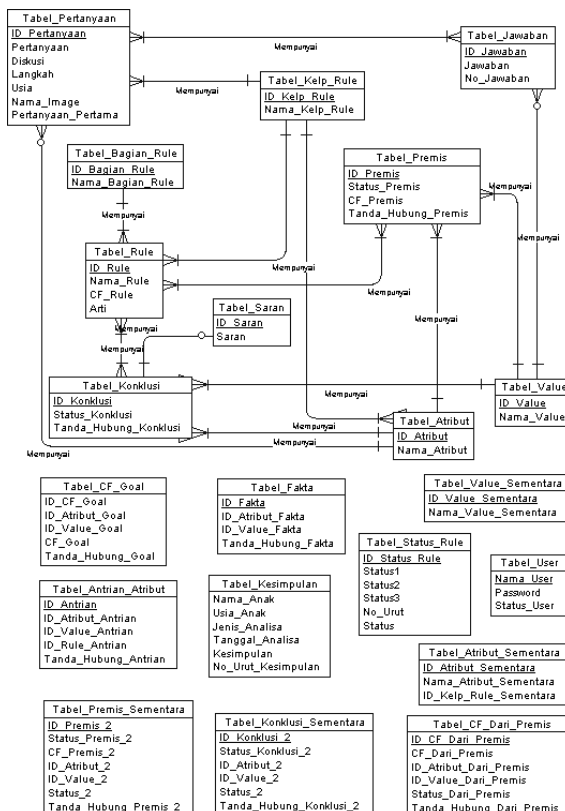 Tabel_Pertanyaan
ID_Pertanyaan
Pertanyaan
Diskusi
Langkah
Usia
Nama_Image
Pertanyaan_Pertama
Mempunyai
Tabel_Jawaban
ID_Jawaban
Jawaban
No_Jawaban
Mempunyai
Tabel_Kelp_Rule
ID_Kelp_Rule
Nama_Kelp_Rule
Tabel_Bagian_Rule
ID_Bagian_Rule
Nama_Bagian_Rule
Tabel_Premis
ID_Premis
Status_Premis
CF_Premis
Tanda_Hubung_Premis
Mempunyai
Mempunyai
Mempunyai
Tabel_Rule
ID_Rule
Nama_Rule
CF_Rule
Arti
Mempunyai
Mempunyai
Mempunyai
Mempunyai
Tabel_Saran
ID_Saran
Saran
Mempunyai
Mempunyai
Mempunyai
Tabel_Konklusi
ID_Konklusi
Status_Konklusi
Tanda_Hubung_Konklusi
Mempunyai
Tabel_Value
ID_Value
Nama_Value
Tabel_Atribut
ID_Atribut
Nama_Atribut
Mempunyai
Mempunyai
Tabel_CF_Goal
ID_CF_Goal
ID_Atribut_Goal
ID_Value_Goal
CF_Goal
Tanda_Hubung_Goal
Tabel_Fakta
ID_Fakta
ID_Atribut_Fakta
ID_Value_Fakta
Tanda_Hubung_Fakta
Tabel_Value_Sementara
ID_Value_Sementara
Nama_Value_Sementara
Tabel_Status_Rule
ID_Status_Rule
Status1
Status2
Status3
No_Urut
Status
Tabel_User
Nama_User
Password
Status_User
Tabel_Antrian_Atribut
ID_Antrian
ID_Atribut_Antrian
ID_Value_Antrian
ID_Rule_Antrian
Tanda_Hubung_Antrian
Tabel_Kesimpulan
Nama_Anak
Usia_Anak
Jenis_Analisa
Tanggal_Analisa
Kesimpulan
No_Urut_Kesimpulan
Tabel_Atribut_Sementara
ID_Atribut_Sementara
Nama_Atribut_Sementara
ID_Kelp_Rule_Sementara
Tabel_Premis_Sementara
ID_Premis_2
Status_Premis_2
CF_Premis_2
ID_Atribut_2
ID_Value_2
Status_2
Tanda_Hubung_Premis_2
Tabel_Konklusi_Sementara
ID_Konklusi_2
Status_Konklusi_2
ID_Atribut_2
ID_Value_2
Status_2
Tanda_Hubung_Konklusi_2
Tabel_CF_Dari_Premis
ID_CF_Dari_Premis
CF_Dari_Premis
ID_Atribut_Dari_Premis
ID_Value_Dari_Premis
Status_Dari_Premis
Tanda_Hubung_Dari_Premis